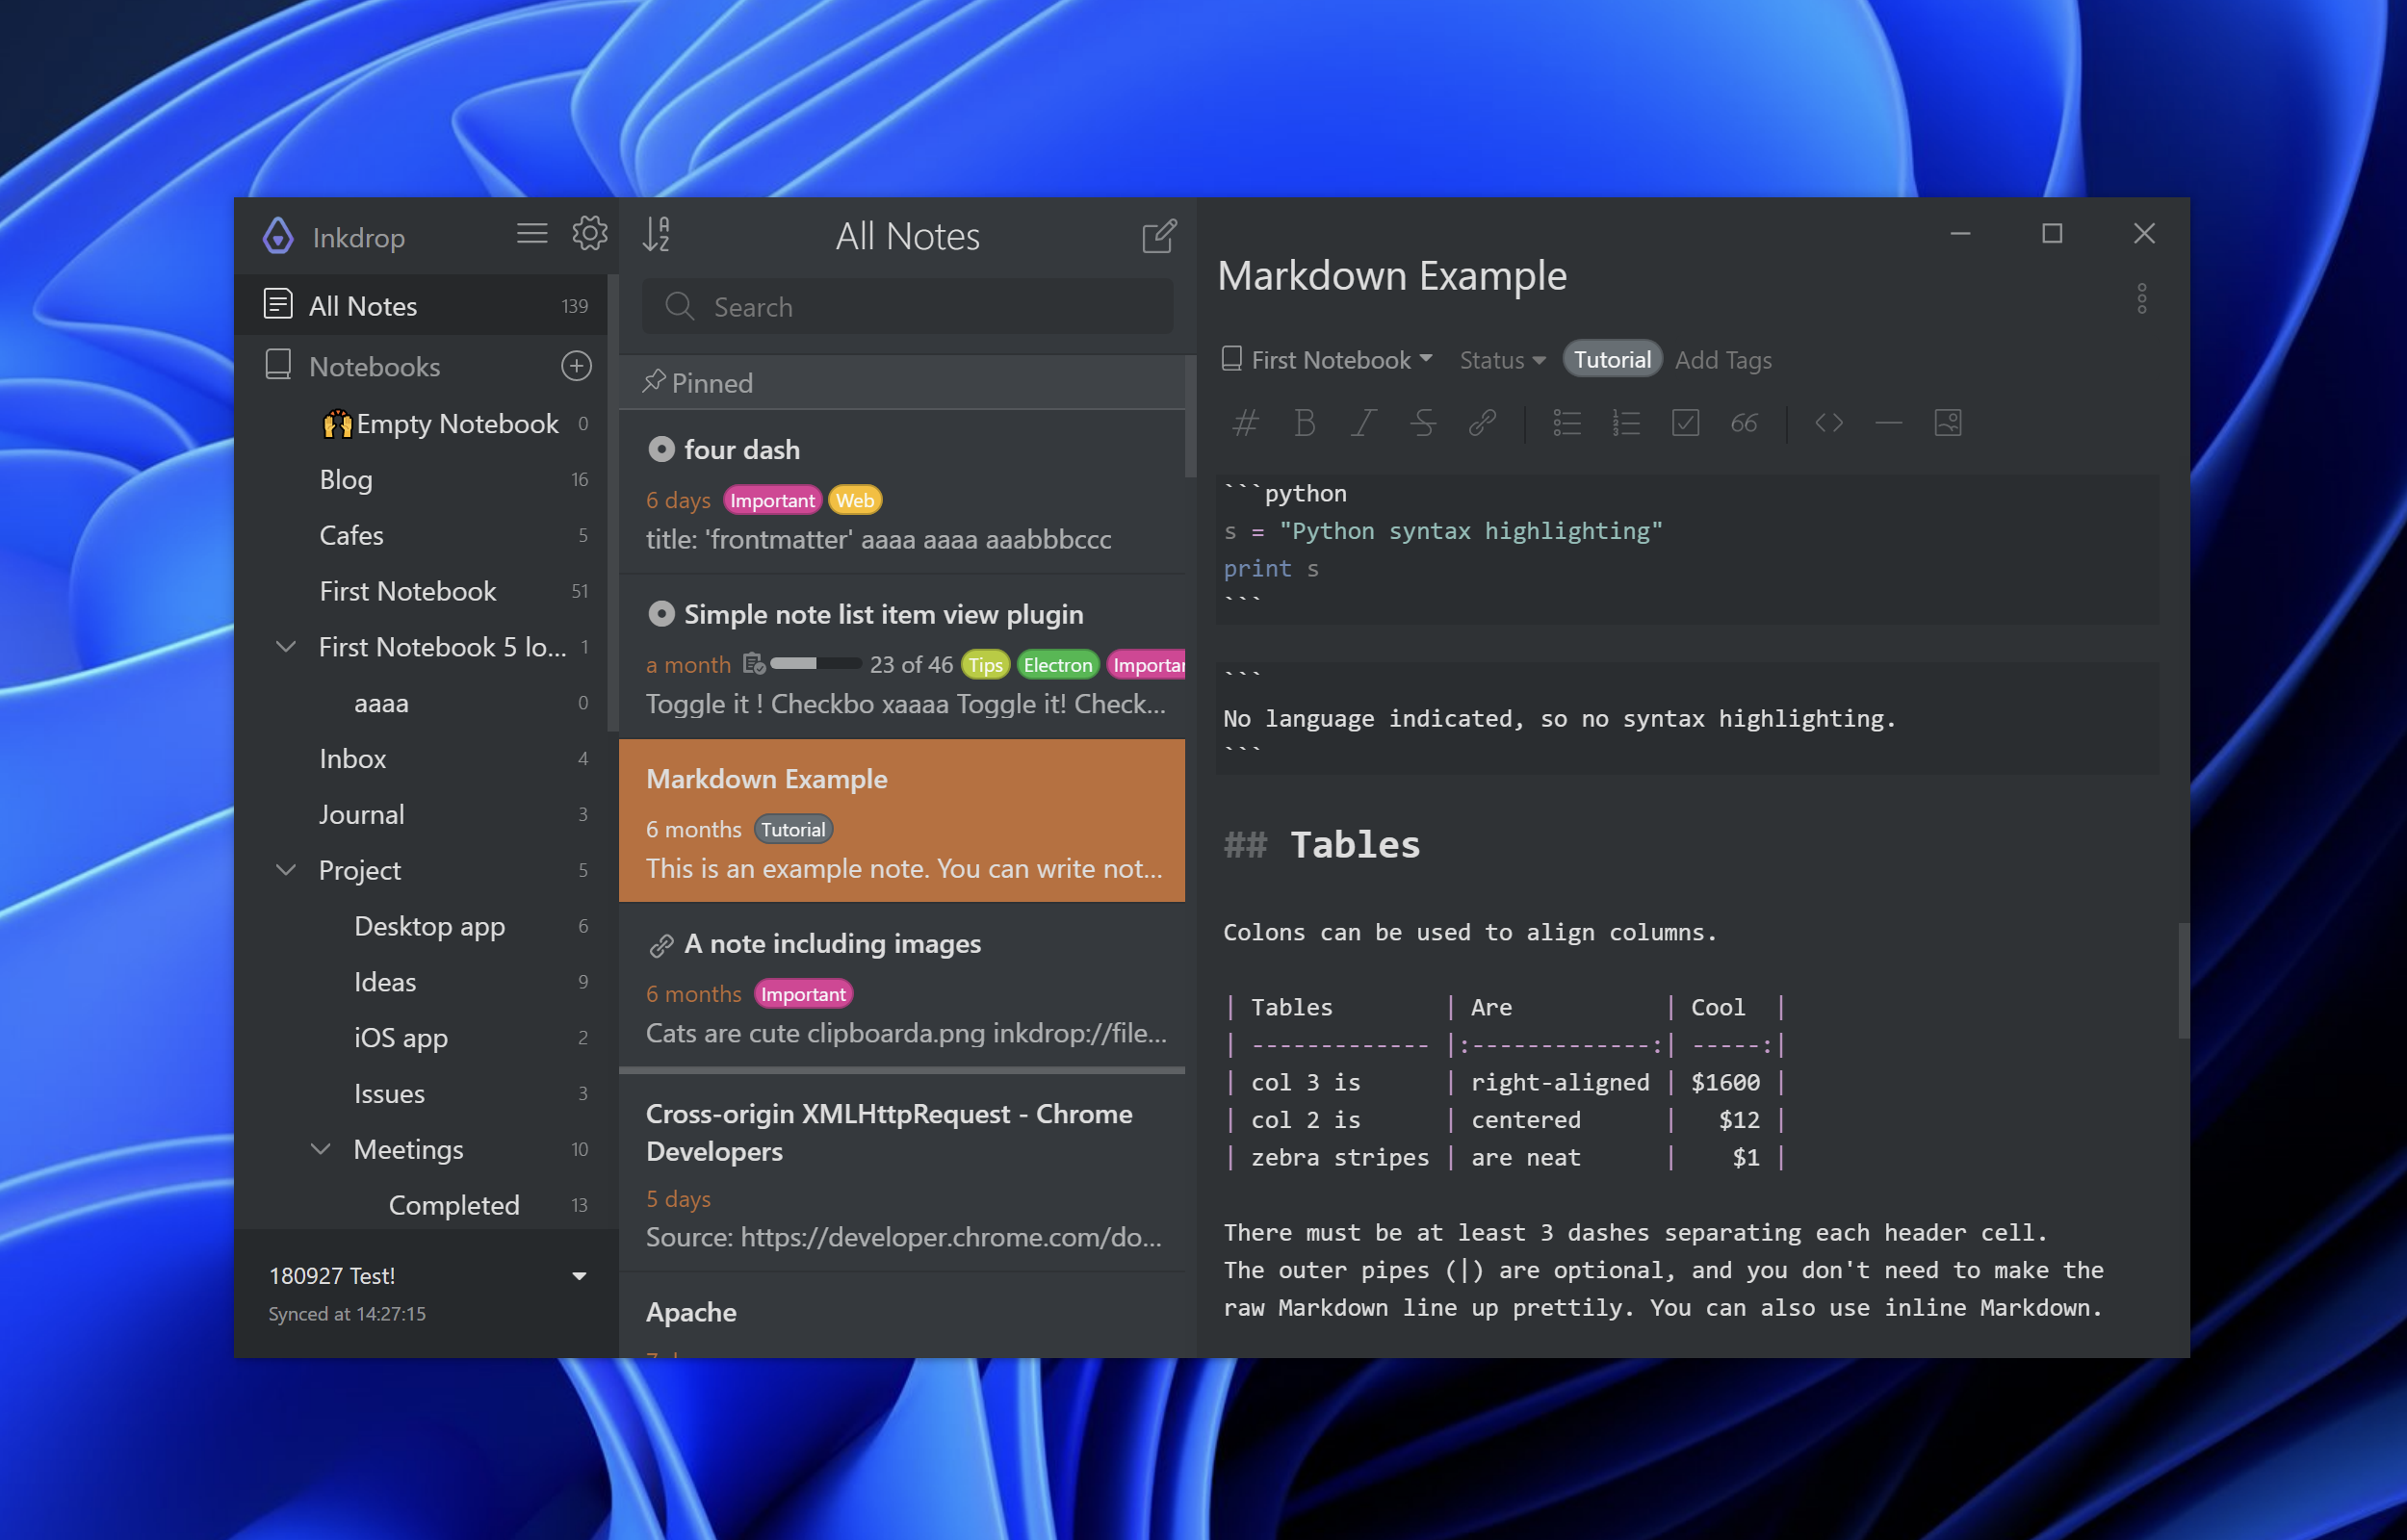 Inkdrop
All Notes 139
Notebooks
🙌Empty Notebook 0
Blog 16
Cafes 5
First Notebook 51
First Notebook 5 lo... 1
aaaa 0
Inbox 4
Journal 3
Project 5
Desktop app 6
Ideas 9
iOS app 2
Issues 3
Meetings 10
Completed 13
180927 Test!
Synced at 14:27:15
All Notes
Search
Pinned
four dash
6 days Important Web
title: 'frontmatter' aaaa aaaa aaabbbccc
Simple note list item view plugin
a month 23 of 46 Tips Electron Importan
Toggle it ! Checkbo xaaaa Toggle it! Check...
Markdown Example
6 months Tutorial
This is an example note. You can write not...
A note including images
6 months Important
Cats are cute clipboarda.png inkdrop://file...
Cross-origin XMLHttpRequest - Chrome
Developers
5 days
Source: https://developer.chrome.com/do...
Apache
Markdown Example
First Notebook Status Tutorial Add Tags
```python
s = "Python syntax highlighting"
print s
```
```
No language indicated, so no syntax highlighting.
```
## Tables
Colons can be used to align columns.
| Tables        | Are           | Cool  |
| ------------- |:-------------:| -----:|
| col 3 is      | right-aligned | $1600 |
| col 2 is      | centered      |   $12 |
| zebra stripes | are neat      |    $1 |
There must be at least 3 dashes separating each header cell.
The outer pipes (|) are optional, and you don't need to make the
raw Markdown line up prettily. You can also use inline Markdown.